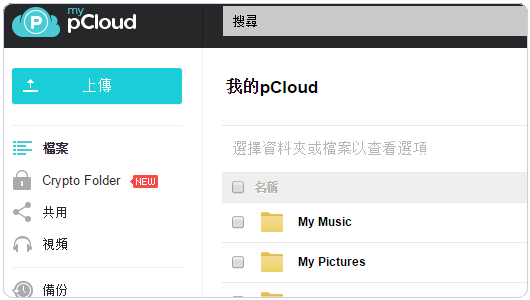 my
pCloud
搜尋
上傳
我的pCloud
檔案
選擇資料夾或檔案以查看選項
Crypto Folder NEW
名稱
共用
My Music
視頻
My Pictures
備份